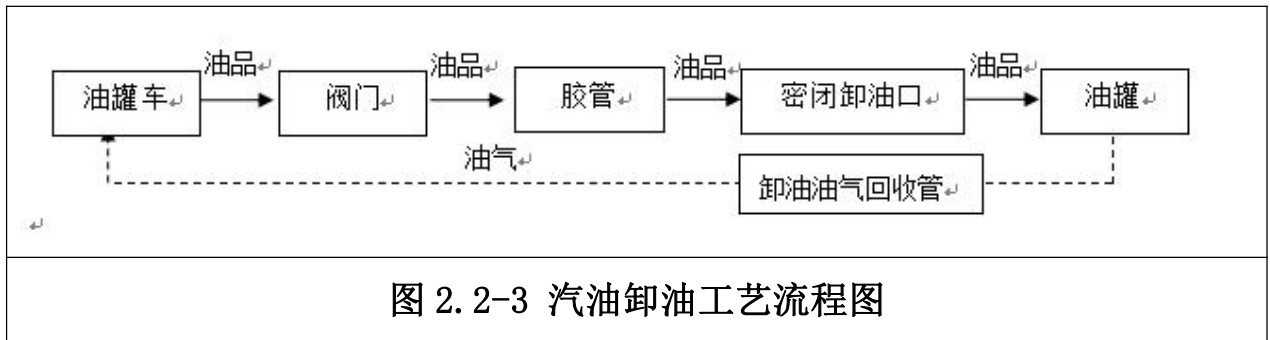 油品 油品 油品 油品
油罐车 阀门 胶管 密闭卸油口 油罐
油气
卸油油气回收管
图 2.2-3 汽油卸油工艺流程图